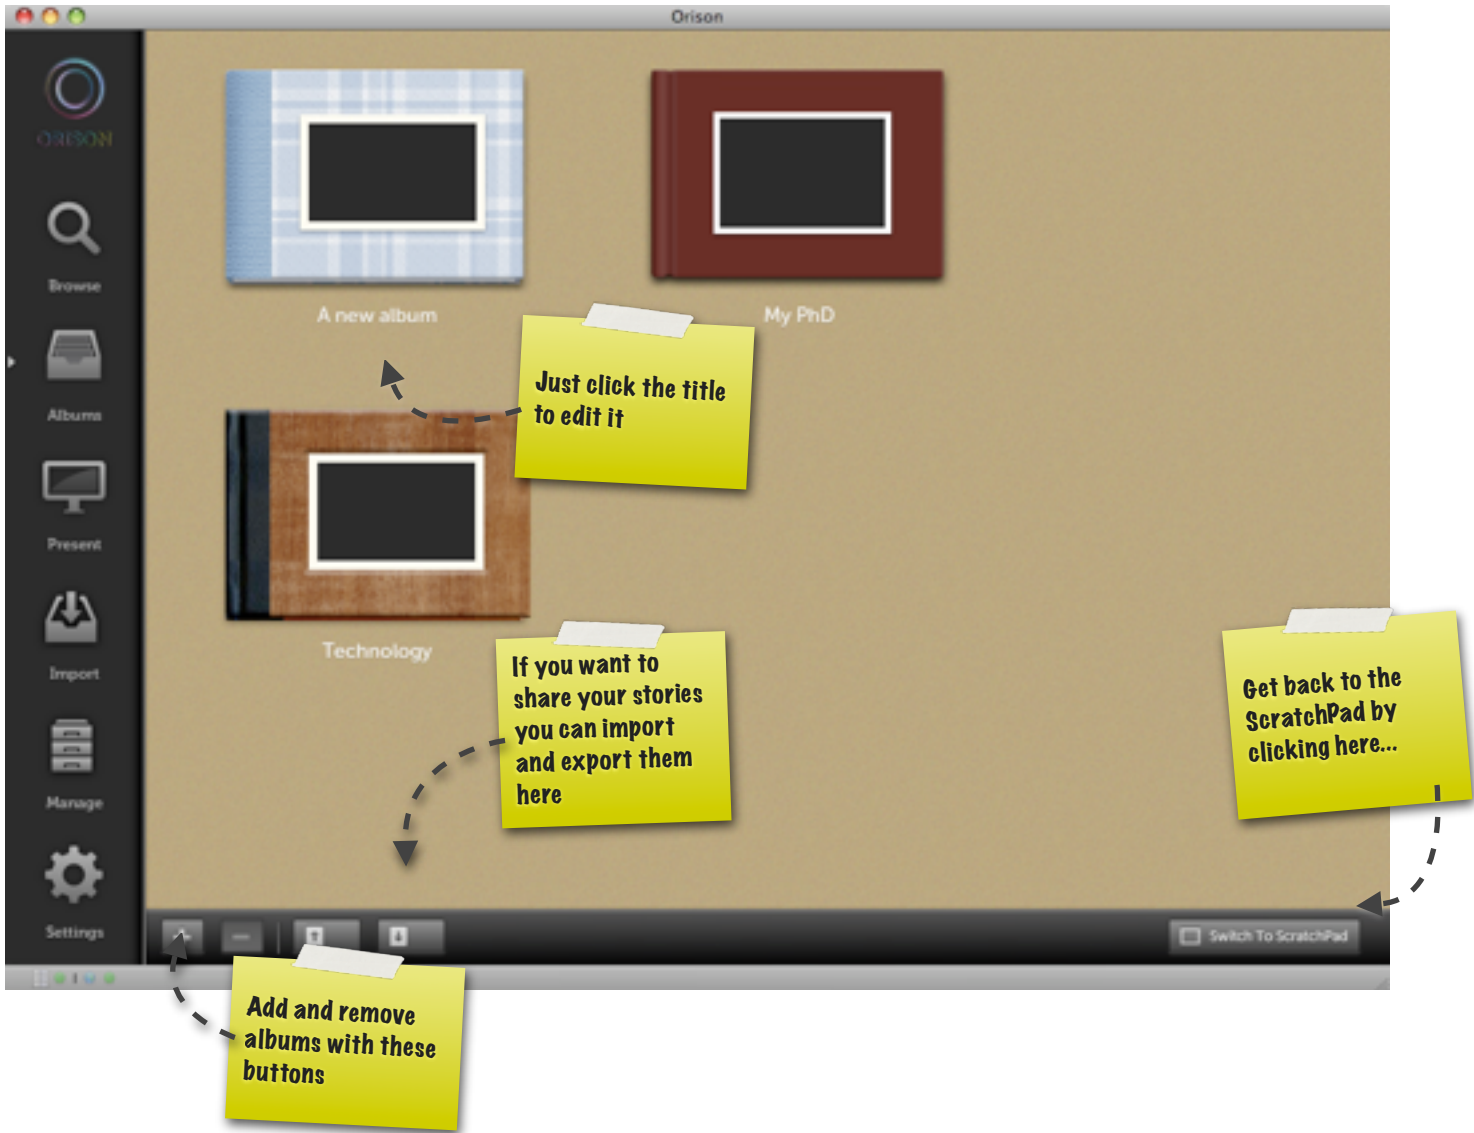 Orison
ORISON
Browse
Albums
Present
Import
Manage
Settings
A new album
My PhD
Just click the title
to edit it
Technology
If you want to
share your stories
you can import
and export them
here
Get back to the
ScratchPad by
clicking here...
Switch To ScratchPad
Add and remove
albums with these
buttons